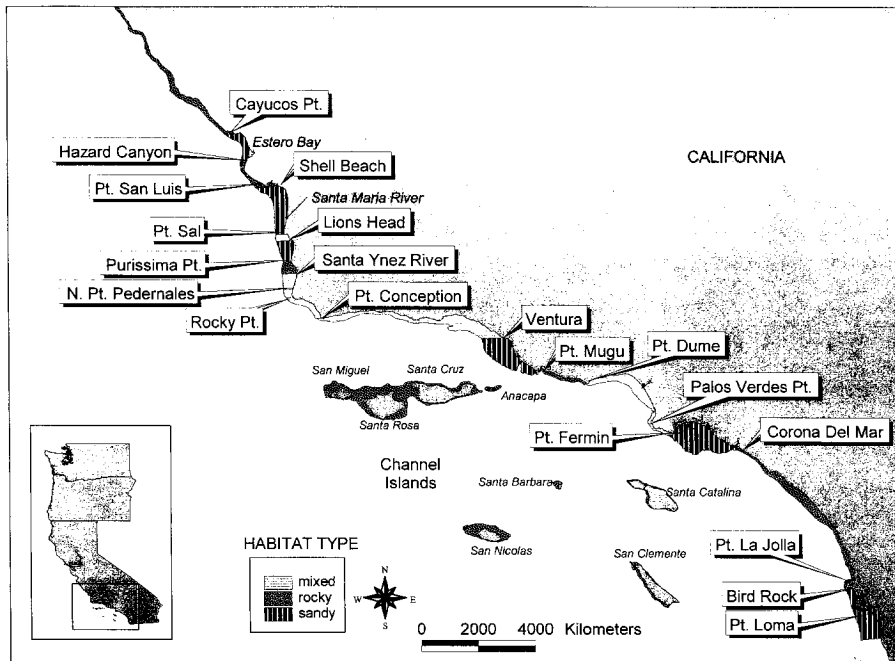 Cayucos Pt.
Estero Bay
Hazard Canyon
Shell Beach
CALIFORNIA
Pt. San Luis
Santa Maria River
Pt. Sal
Lions Head
Purissima Pt.
Santa Ynez River
N. Pt. Pedernales
Pt. Conception
Rocky Pt.
Ventura
Pt. Mugu
Pt. Dume
San Miguel
Santa Cruz
Palos Verdes Pt.
Anacapa
Santa Rosa
Pt. Fermin
Corona Del Mar
Channel
Islands
Santa Barbara
Santa Catalina
San Nicolas
San Clemente
Pt. La Jolla
Bird Rock
Pt. Loma
HABITAT TYPE
mixed
rocky
sandy
N
W E
S
0 2000 4000 Kilometers